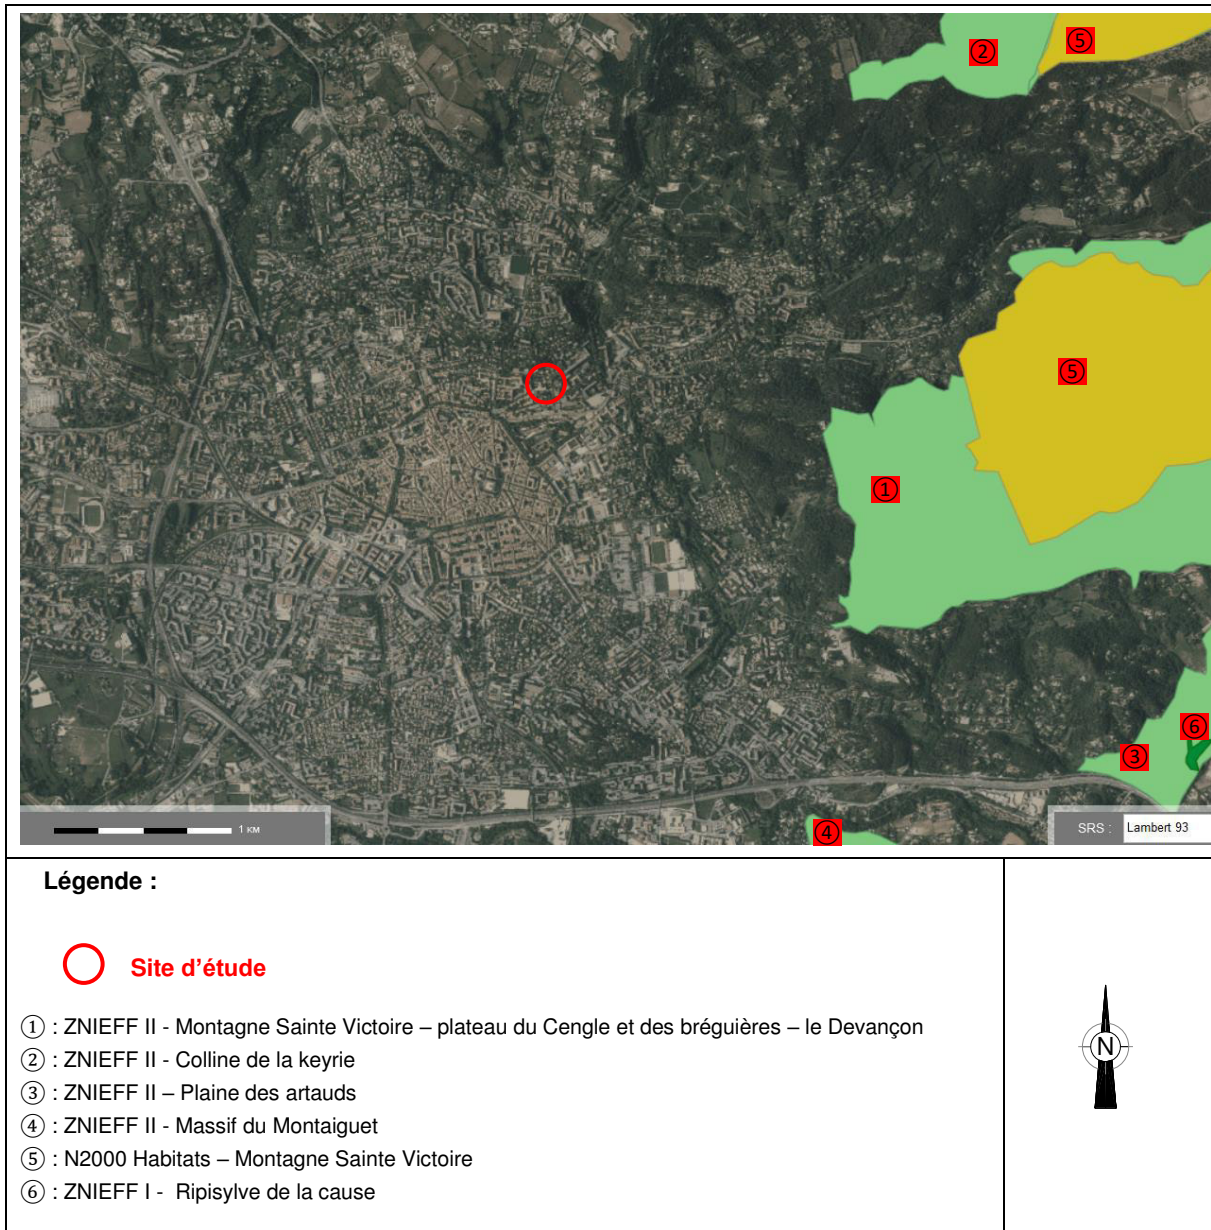 ②
⑤
⑤
①
⑥
③
④
1 KM
SRS : Lambert 93
Légende :
Site d'étude
① : ZNIEFF II - Montagne Sainte Victoire – plateau du Cengle et des bréguières – le Devançon
② : ZNIEFF II - Colline de la keyrie
③ : ZNIEFF II – Plaine des artauds
④ : ZNIEFF II - Massif du Montaiguet
⑤ : N2000 Habitats – Montagne Sainte Victoire
⑥ : ZNIEFF I - Ripisylve de la cause
N